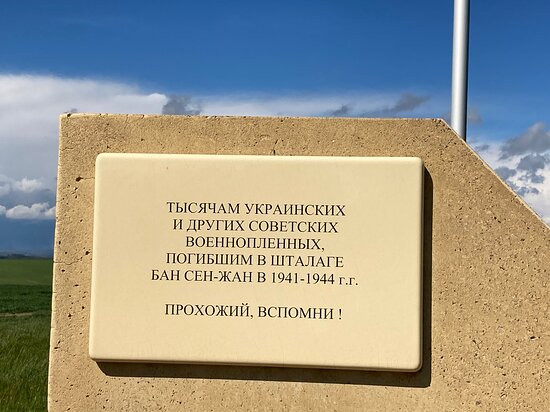 ТЫСЯЧАМ УКРАИНСКИХ
И ДРУГИХ СОВЕТСКИХ
ВОЕННОПЛЕННЫХ,
ПОГИБШИМ В ШТАЛАГЕ
БАН СЕН-ЖАН В 1941-1944 г.г.
ПРОХОЖИЙ, ВСПОМНИ !